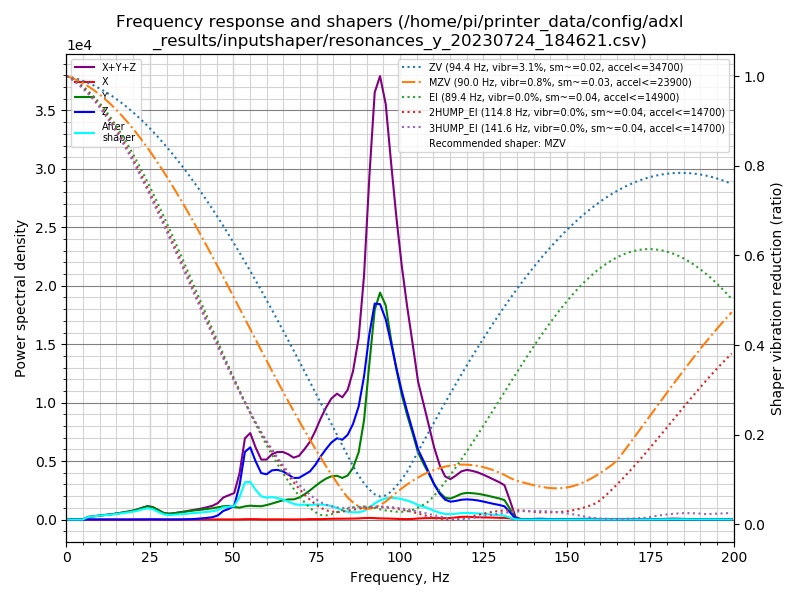 Frequency response and shapers (/home/pi/printer_data/config/adxl
_results/inputshaper/resonances_y_20230724_184621.csv)
1e4
X+Y+Z
X
Y
Z
After
shaper
ZV (94.4 Hz, vibr=3.1%, sm~=0.02, accel<=34700)
MZV (90.0 Hz, vibr=0.8%, sm~=0.03, accel<=23900)
EI (89.4 Hz, vibr=0.0%, sm~=0.04, accel<=14900)
2HUMP_EI (114.8 Hz, vibr=0.0%, sm~=0.04, accel<=14700)
3HUMP_EI (141.6 Hz, vibr=0.0%, sm~=0.04, accel<=14700)
Recommended shaper: MZV
Power spectral density
3.5
3.0
2.5
2.0
1.5
1.0
0.5
0.0
1.0
0.8
0.6
0.4
0.2
0.0
Shaper vibration reduction (ratio)
0 25 50 75 100 125 150 175 200
Frequency, Hz